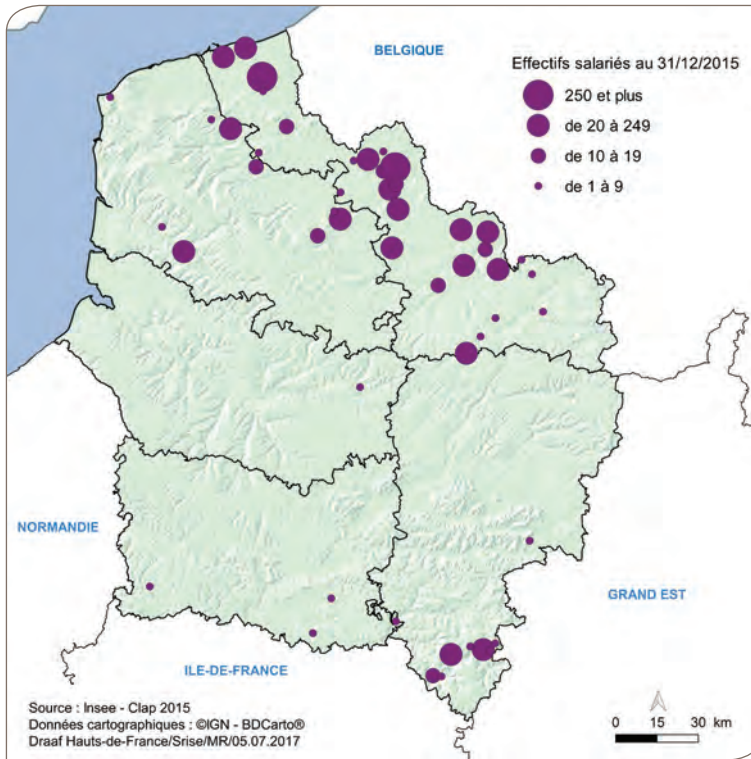 BELGIQUE
Effectifs salariés au 31/12/2015
250 et plus
de 20 à 249
de 10 à 19
de 1 à 9
NORMANDIE
GRAND EST
ILE-DE-FRANCE
Source : Insee - Clap 2015
Données cartographiques : ©IGN - BDCarto®
Draaf Hauts-de-France/Srise/MR/05.07.2017
0 15 30 km